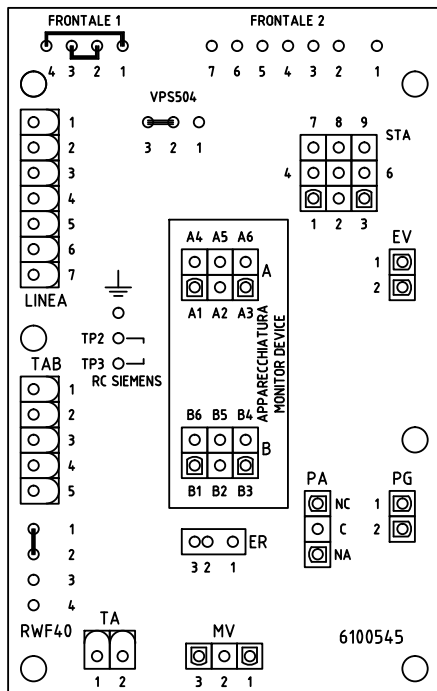 FRONTALE 1 FRONTALE 2
4 3 2 1 7 6 5 4 3 2 1
VPS504
3 2 1
1
2
3
4
5
6
7
LINEA
7 8 9
STA
4 6
1 2 3
EV
1
2
A4 A5 A6
A
A1 A2 A3
APPARECCHIATURA
MONITOR DEVICE
TP2
TP3
RC SIEMENS
TAB
1
2
3
4
5
B6 B5 B4
B
B1 B2 B3
PA
NC
C
NA
PG
1
2
1
2
3
4
RWF40
ER
3 2 1
TA
1 2
MV
3 2 1
6100545